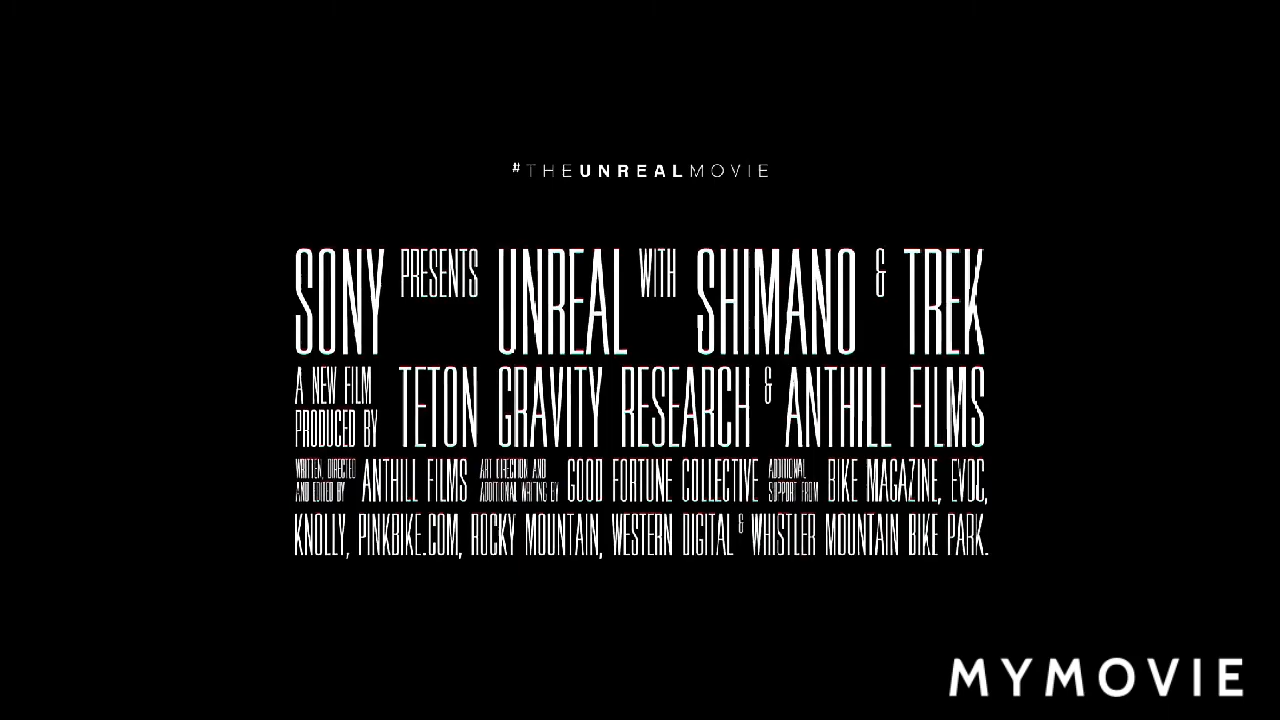 #THEUNREALMOVIE
SONY PRESENTS UNREAL WITH SHIMANO & TREK
A NEW FILM PRODUCED BY TETON GRAVITY RESEARCH & ANTHILL FILMS
WRITTEN, DIRECTED AND EDITED BY ANTHILL FILMS ART DIRECTION AND ADDITIONAL WRITING BY GOOD FORTUNE COLLECTIVE ADDITIONAL SUPPORT FROM BIKE MAGAZINE, EVOC,
KNOLLY, PINKBIKE.COM, ROCKY MOUNTAIN, WESTERN DIGITAL & WHISTLER MOUNTAIN BIKE PARK.
MYMOVIE